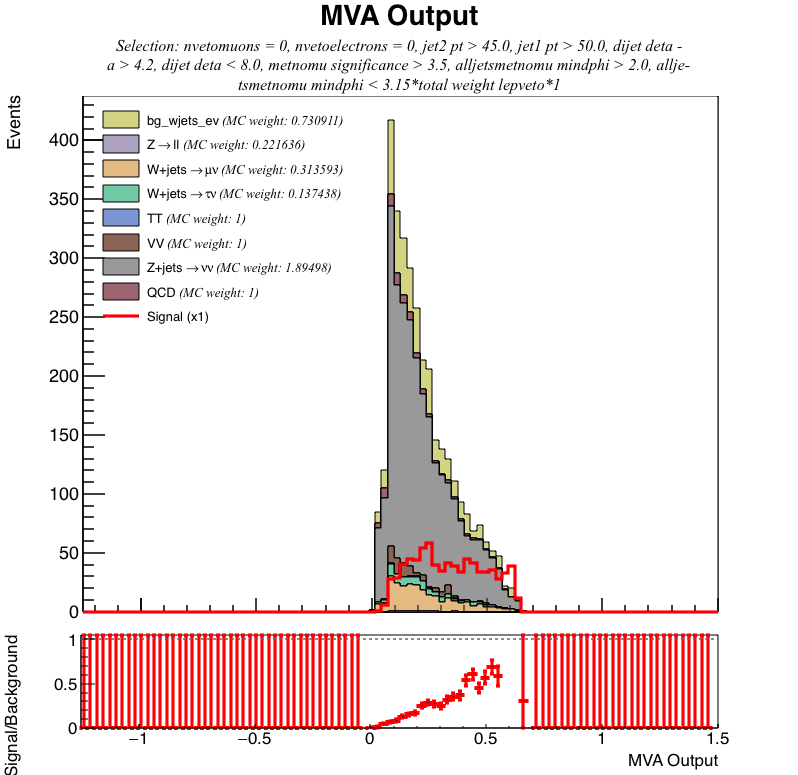 MVA Output
Selection: nvetomuons = 0, nvetoelectrons = 0, jet2 pt > 45.0, jet1 pt > 50.0, dijet deta -
a > 4.2, dijet deta < 8.0, metnomu significance > 3.5, alljetsmetnomu mindphi > 2.0, allje-
tsmetnomu mindphi < 3.15*total weight lepveto*1
Events
bg_wjets_ev (MC weight: 0.730911)
Z → ll (MC weight: 0.221636)
W+jets → μν (MC weight: 0.313593)
W+jets → τν (MC weight: 0.137438)
TT (MC weight: 1)
VV (MC weight: 1)
Z+jets → νν (MC weight: 1.89498)
QCD (MC weight: 1)
Signal (x1)
400
350
300
250
200
150
100
50
0
Signal/Background
1
0.5
0
−1
−0.5
0
0.5
1
1.5
MVA Output